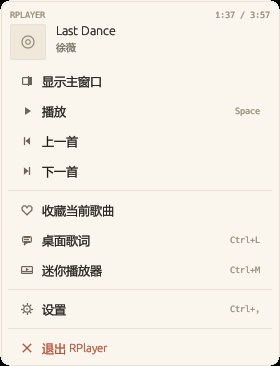 RPLAYER 1:37 / 3:57
Last Dance
徐薇
显示主窗口
播放 Space
上一首
下一首
收藏当前歌曲
桌面歌词 Ctrl+L
迷你播放器 Ctrl+M
设置 Ctrl+,
退出 RPlayer